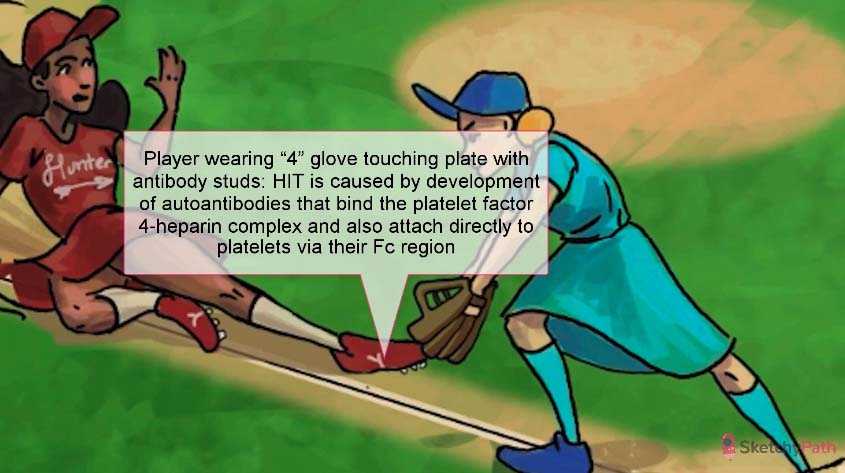 Hunter
Player wearing “4” glove touching plate with
antibody studs: HIT is caused by development
of autoantibodies that bind the platelet factor
4-heparin complex and also attach directly to
platelets via their Fc region
SketchyPath